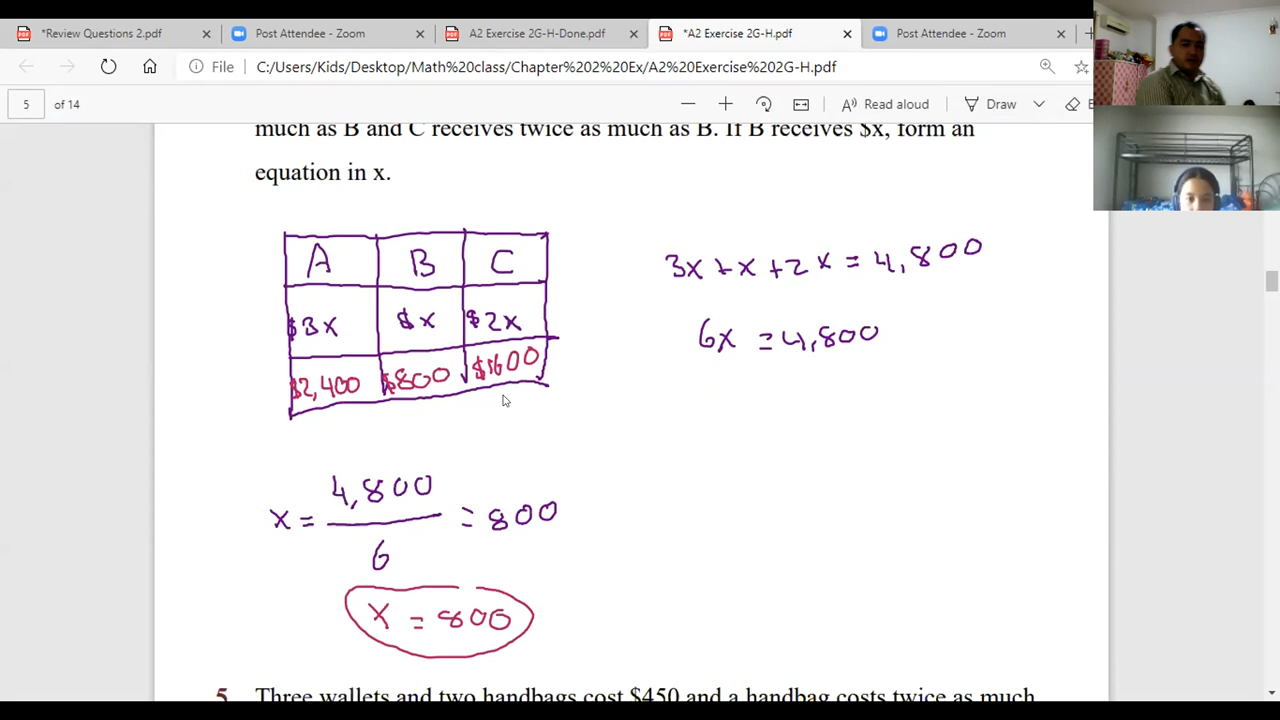 *Review Questions 2.pdf
Post Attendee - Zoom
A2 Exercise 2G-H-Done.pdf
*A2 Exercise 2G-H.pdf
Post Attendee - Zoom
File C:/Users/Kids/Desktop/Math%20class/Chapter%202%20Ex/A2%20Exercise%202G-H.pdf
5 of 14
Read aloud
Draw
much as B and C receives twice as much as B. If B receives $x, form an
equation in x.
A B C
$3x $x $2x
$2,400 $800 $1600
3x + x + 2x = 4,800
6x = 4,800
x = 4,800 / 6 = 800
x = 800
5 Three wallets and two handbags cost $450 and a handbag costs twice as much